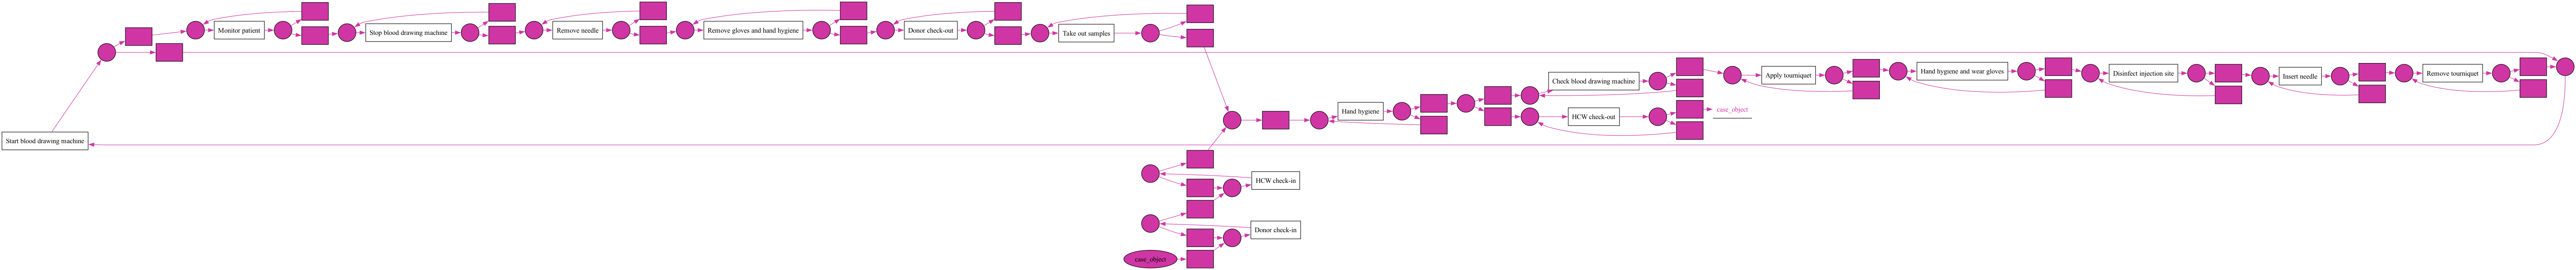 Monitor patient
Stop blood drawing machine
Remove needle
Remove gloves and hand hygiene
Donor check-out
Take out samples
Check blood drawing machine
Apply tourniquet
Hand hygiene and wear gloves
Disinfect injection site
Insert needle
Remove tourniquet
Hand hygiene
case_object
HCW check-out
Start blood drawing machine
HCW check-in
Donor check-in
case_object